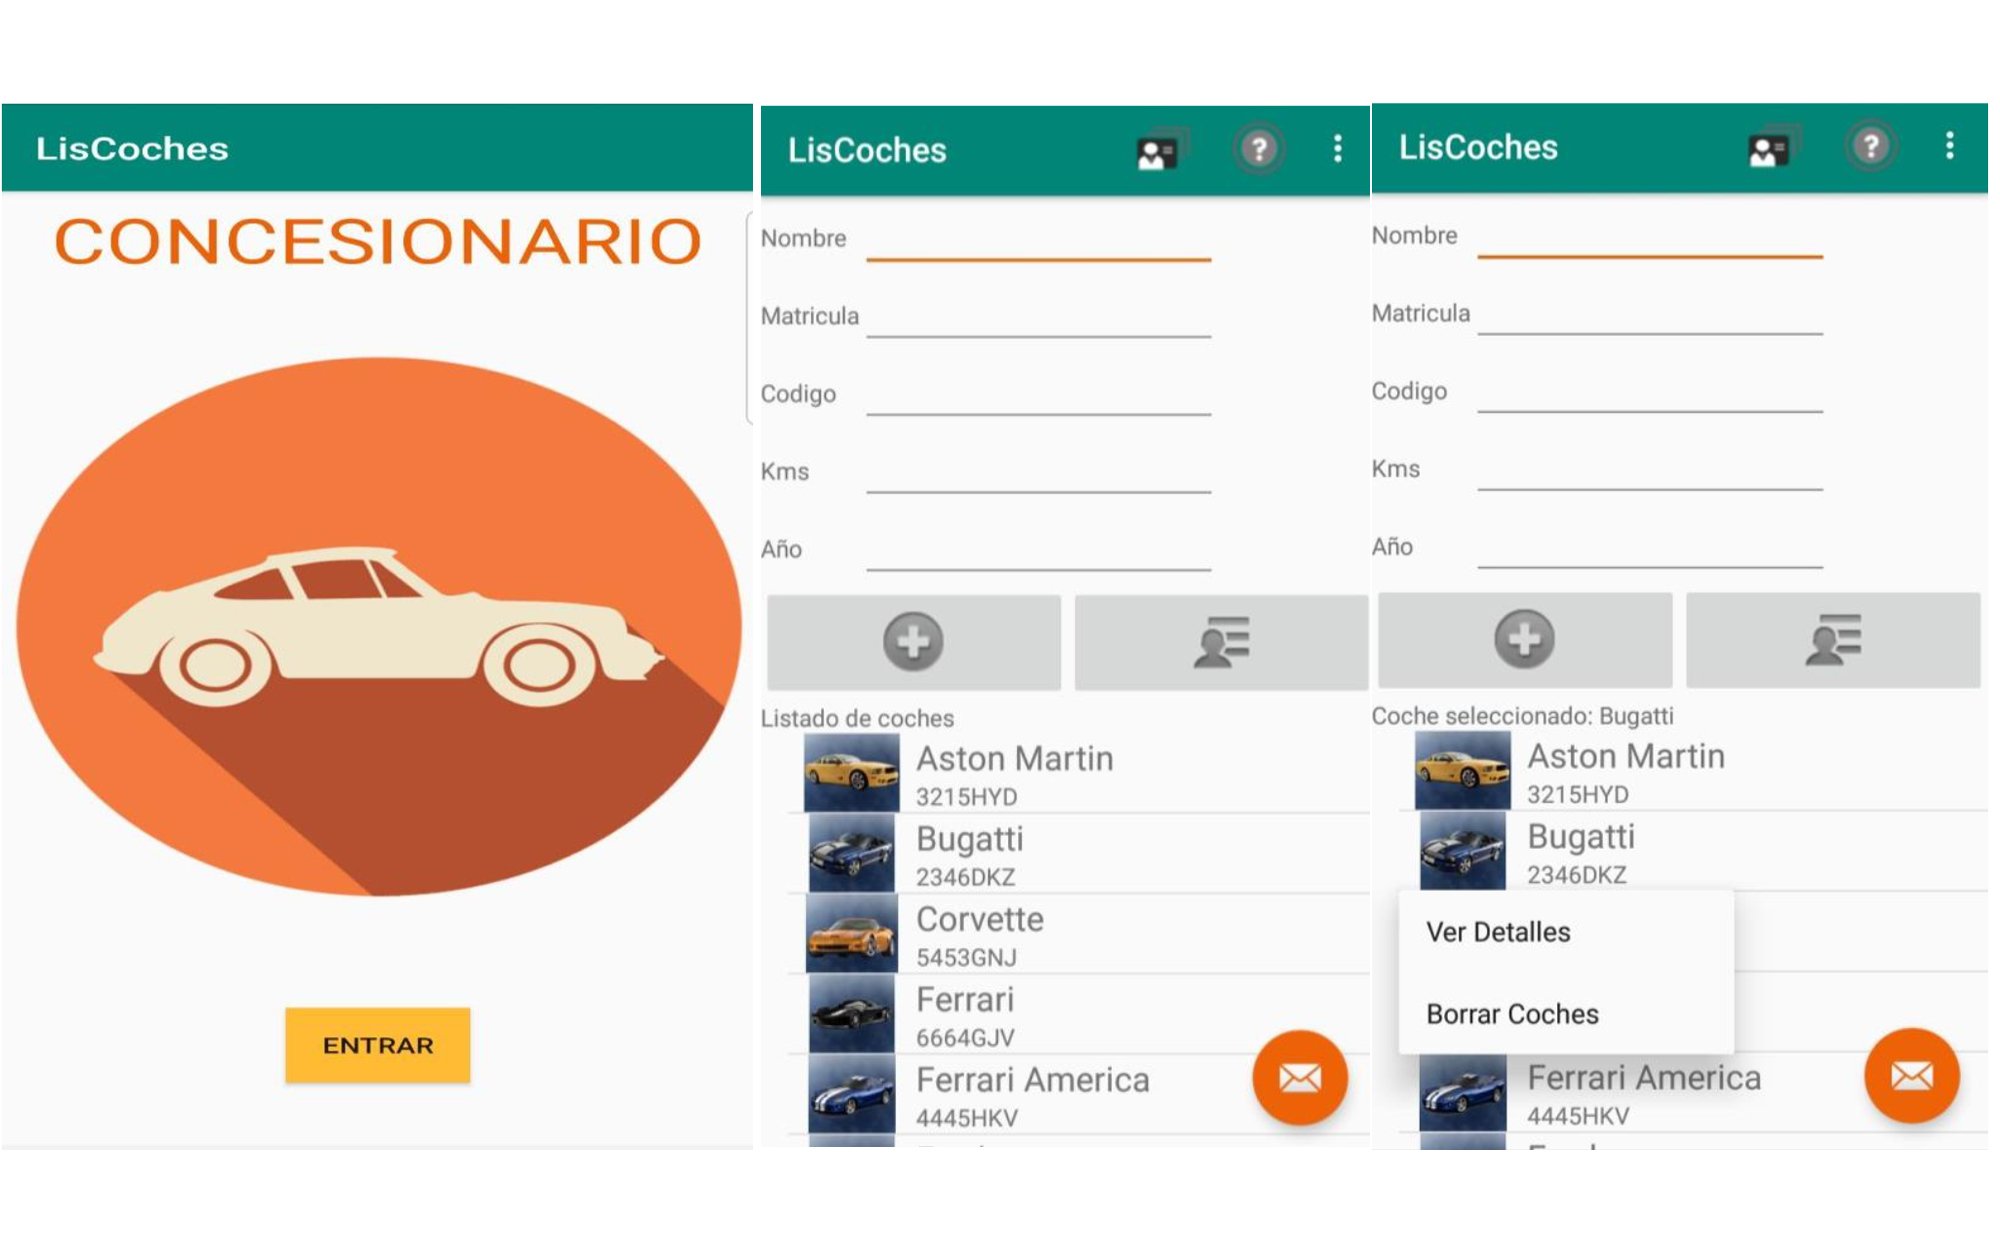 LisCoches
CONCESIONARIO
ENTRAR
LisCoches
?
Nombre
Matricula
Codigo
Kms
Año
Listado de coches
Aston Martin
3215HYD
Bugatti
2346DKZ
Corvette
5453GNJ
Ferrari
6664GJV
Ferrari America
4445HKV
LisCoches
?
Nombre
Matricula
Codigo
Kms
Año
Coche seleccionado: Bugatti
Aston Martin
3215HYD
Bugatti
2346DKZ
Ver Detalles
Borrar Coches
Ferrari America
4445HKV